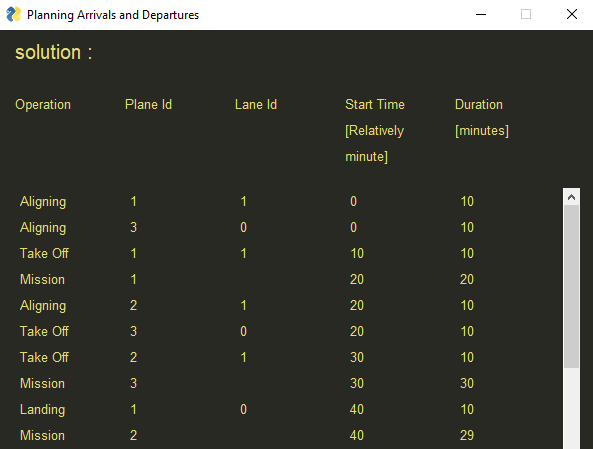 Planning Arrivals and Departures
solution :
Operation Plane Id Lane Id Start Time Duration
[Relatively [minutes]
minute]
Aligning 1 1 0 10
Aligning 3 0 0 10
Take Off 1 1 10 10
Mission 1 20 20
Aligning 2 1 20 10
Take Off 3 0 20 10
Take Off 2 1 30 10
Mission 3 30 30
Landing 1 0 40 10
Mission 2 40 29